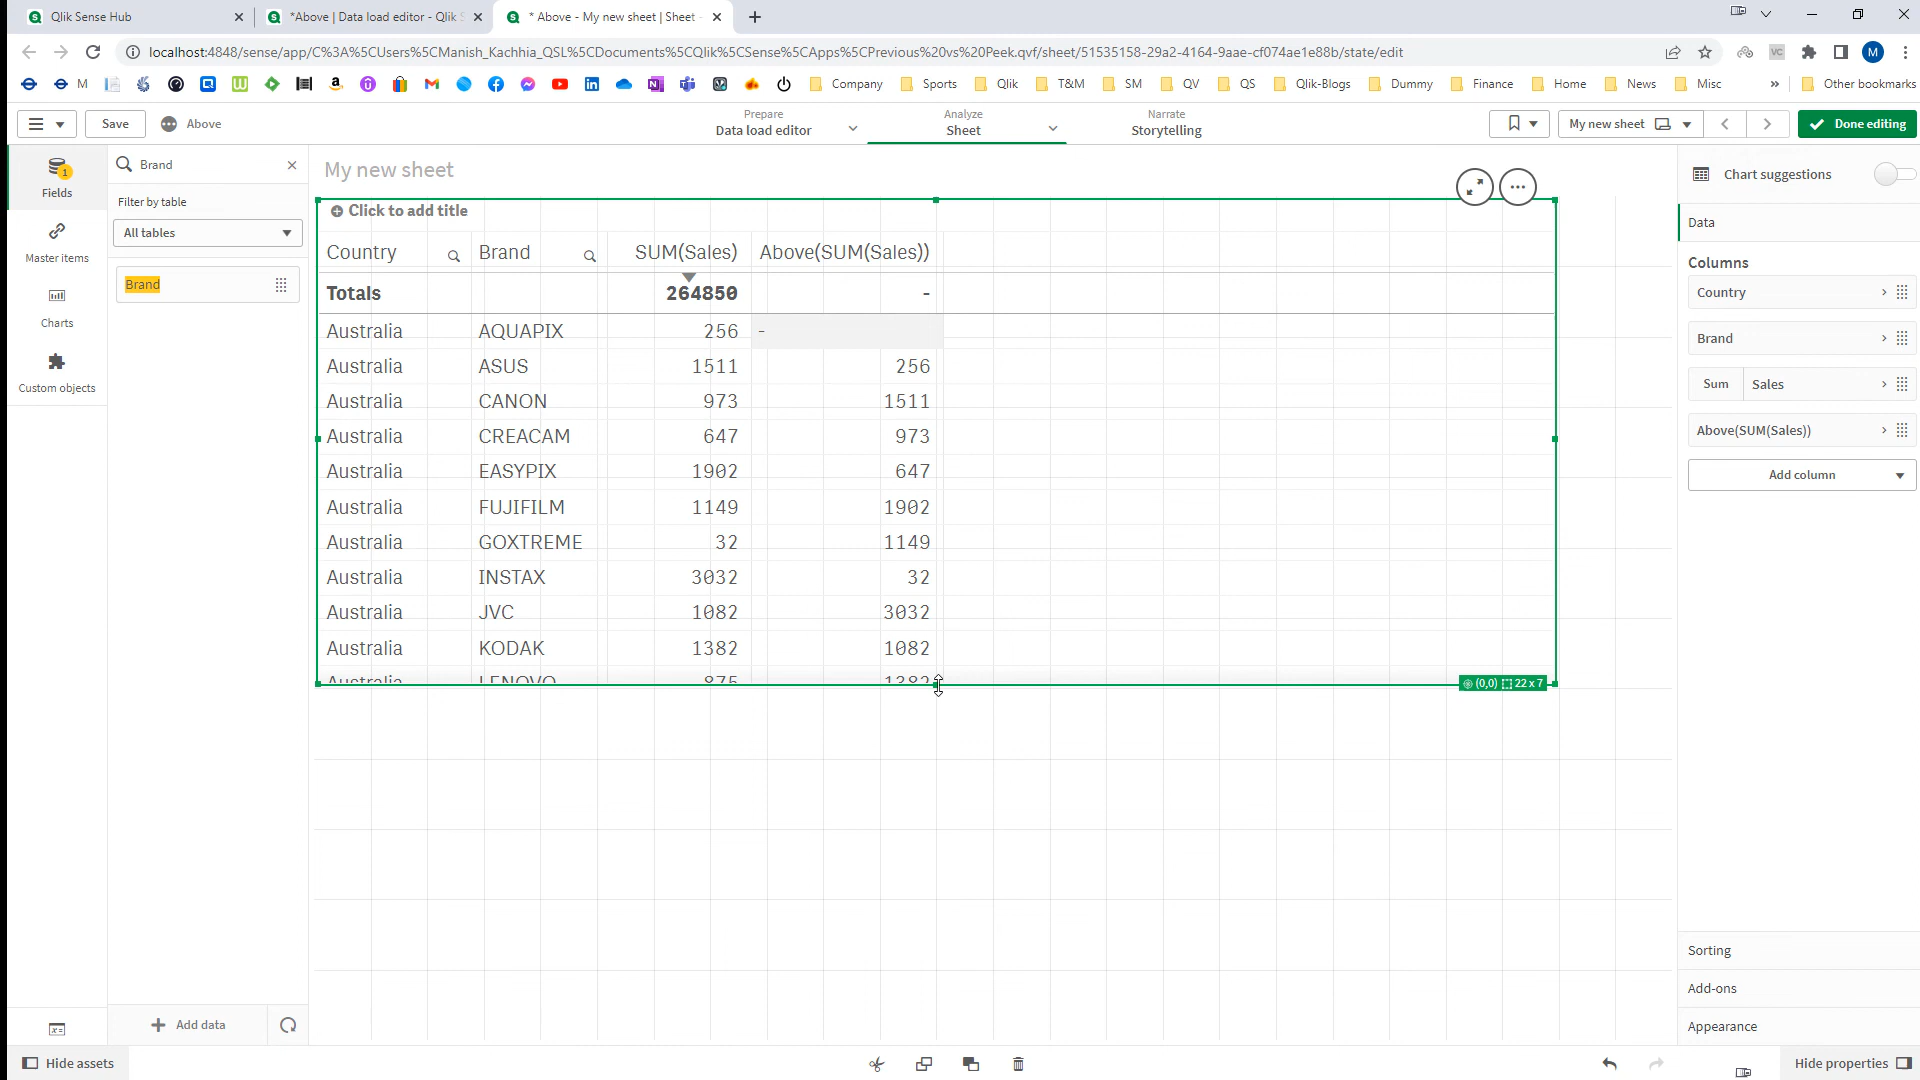 Qlik Sense Hub
*Above | Data load editor - Qlik S
* Above - My new sheet | Sheet -
localhost:4848/sense/app/C%3A%5CUsers%5CManish_Kachhia_QSL%5CDocuments%5CQlik%5CSense%5CApps%5CPrevious%20vs%20Peek.qvf/sheet/51535158-29a2-4164-9aae-cf074ae1e88b/state/edit
M
M
Company
Sports
Qlik
T&M
SM
QV
QS
Qlik-Blogs
Dummy
Finance
Home
News
Misc
»
Other bookmarks
Save
Above
Prepare
Data load editor
Analyze
Sheet
Narrate
Storytelling
My new sheet
Done editing
1
Fields
Master items
Charts
Custom objects
Brand
Filter by table
All tables
Brand
My new sheet
Click to add title
Country Brand SUM(Sales) Above(SUM(Sales))
Totals 264850 -
Australia AQUAPIX 256 -
Australia ASUS 1511 256
Australia CANON 973 1511
Australia CREACAM 647 973
Australia EASYPIX 1902 647
Australia FUJIFILM 1149 1902
Australia GOXTREME 32 1149
Australia INSTAX 3032 32
Australia JVC 1082 3032
Australia KODAK 1382 1082
Australia LENOVO 875 1382
(0,0) 22 x 7
Chart suggestions
Data
Columns
Country
Brand
Sum Sales
Above(SUM(Sales))
Add column
Sorting
Add-ons
Appearance
Add data
Hide assets
Hide properties